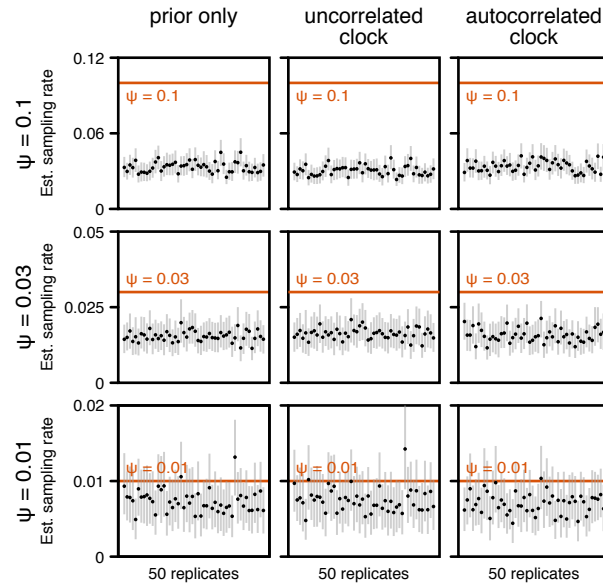 prior only
uncorrelated clock
autocorrelated clock
ψ = 0.1
Est. sampling rate
0.12
0.06
0
ψ = 0.1
ψ = 0.1
ψ = 0.1
ψ = 0.03
Est. sampling rate
0.05
0.025
0
ψ = 0.03
ψ = 0.03
ψ = 0.03
ψ = 0.01
Est. sampling rate
0.02
0.01
0
ψ = 0.01
ψ = 0.01
ψ = 0.01
50 replicates
50 replicates
50 replicates